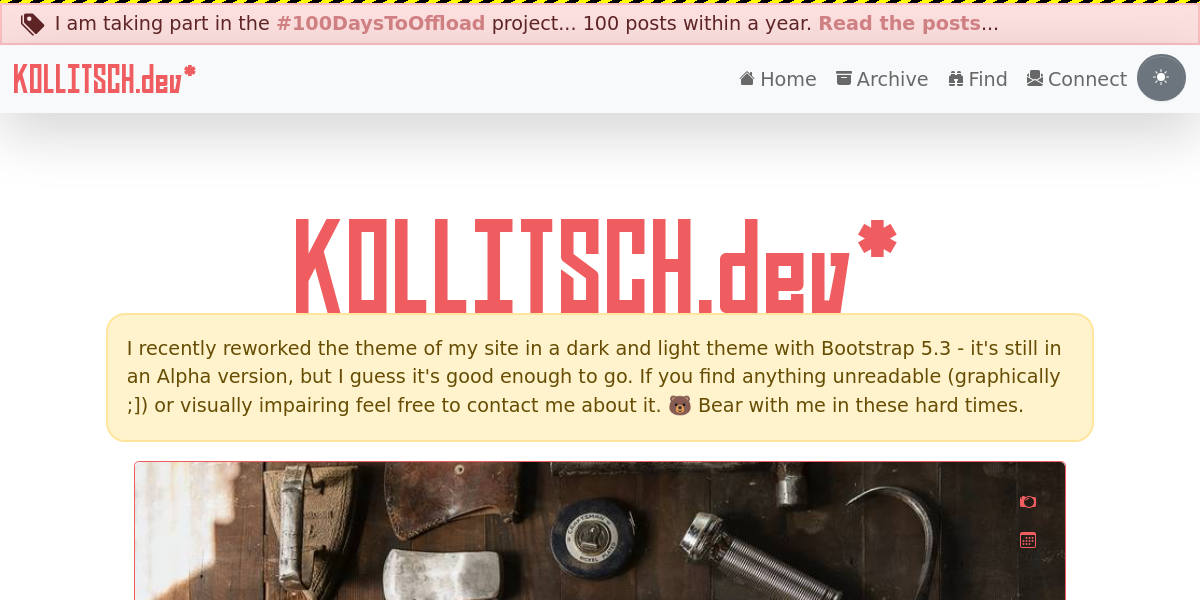 I am taking part in the #100DaysToOffload project... 100 posts within a year. Read the posts...
KOLLITSCH.dev*
Home Archive Find Connect
KOLLITSCH.dev*
I recently reworked the theme of my site in a dark and light theme with Bootstrap 5.3 - it's still in
an Alpha version, but I guess it's good enough to go. If you find anything unreadable (graphically
;]) or visually impairing feel free to contact me about it. 🐻 Bear with me in these hard times.
CRAFTSMAN